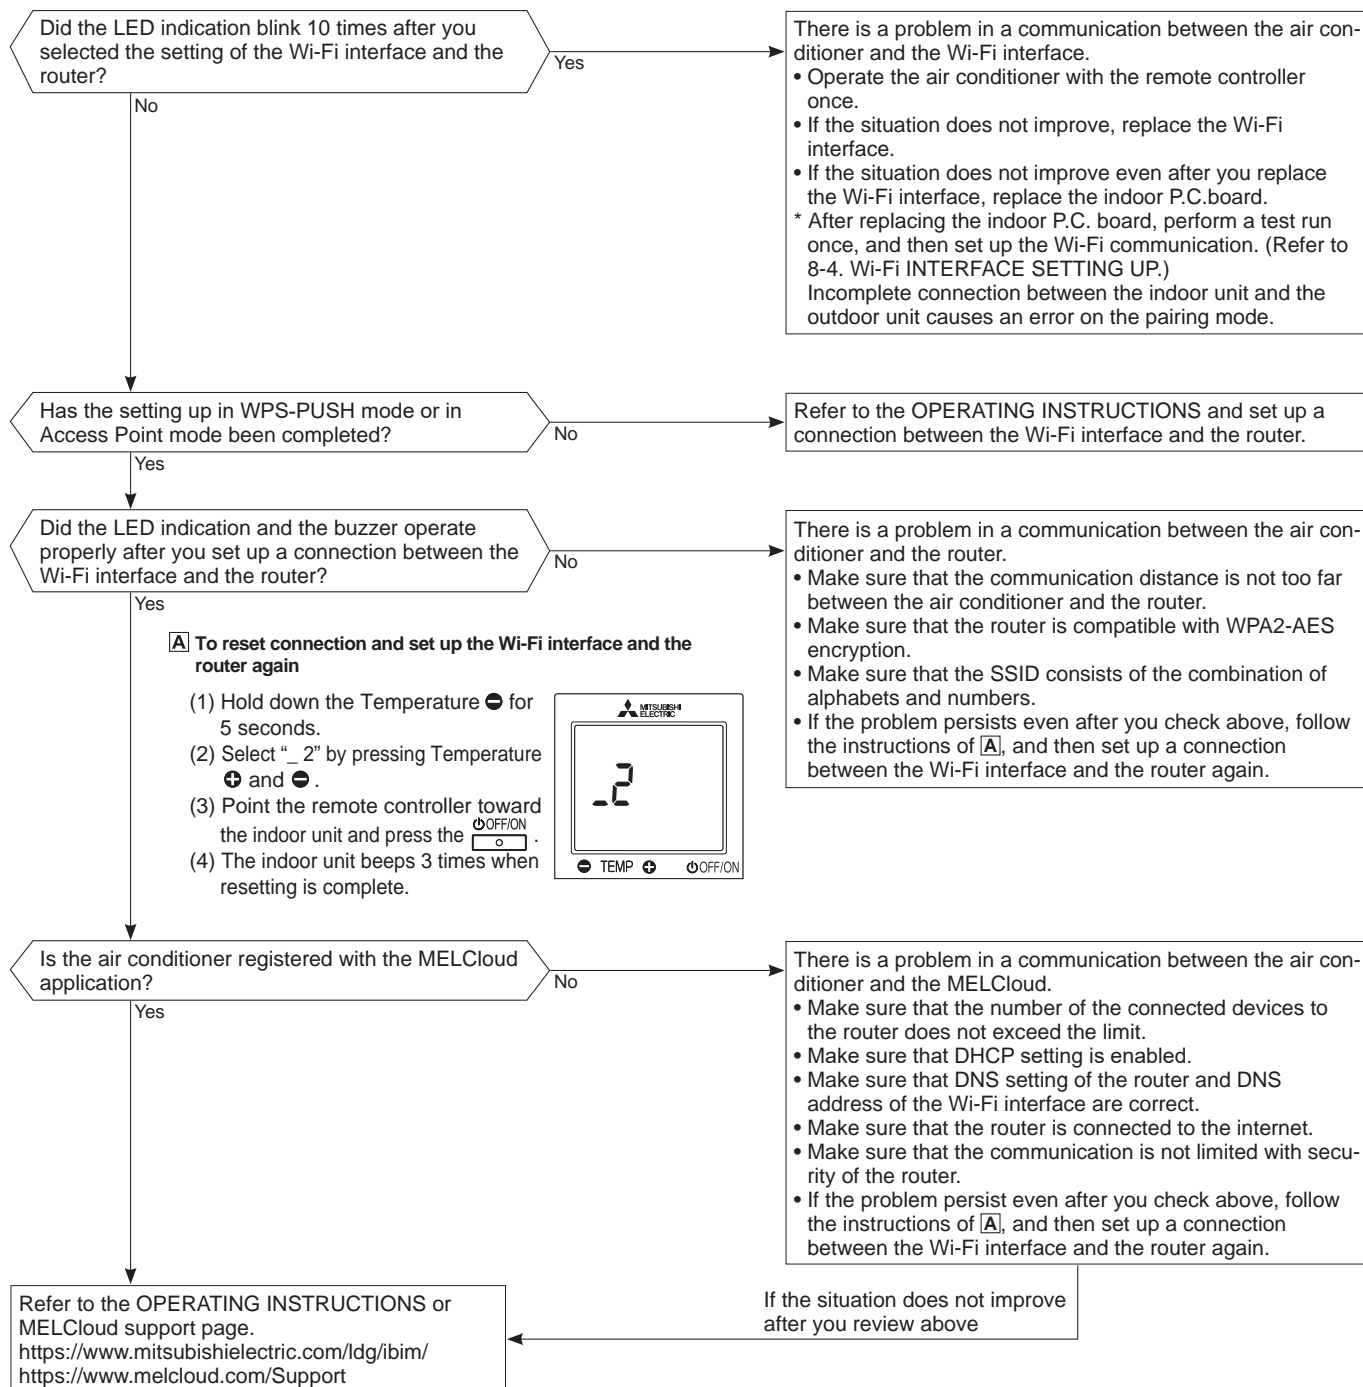 Did the LED indication blink 10 times after you
selected the setting of the Wi-Fi interface and the
router?
Yes
No
There is a problem in a communication between the air con-
ditioner and the Wi-Fi interface.
• Operate the air conditioner with the remote controller
once.
• If the situation does not improve, replace the Wi-Fi
interface.
• If the situation does not improve even after you replace
the Wi-Fi interface, replace the indoor P.C.board.
* After replacing the indoor P.C. board, perform a test run
once, and then set up the Wi-Fi communication. (Refer to
8-4. Wi-Fi INTERFACE SETTING UP.)
Incomplete connection between the indoor unit and the
outdoor unit causes an error on the pairing mode.
Has the setting up in WPS-PUSH mode or in
Access Point mode been completed?
No
Yes
Refer to the OPERATING INSTRUCTIONS and set up a
connection between the Wi-Fi interface and the router.
Did the LED indication and the buzzer operate
properly after you set up a connection between the
Wi-Fi interface and the router?
No
Yes
There is a problem in a communication between the air con-
ditioner and the router.
• Make sure that the communication distance is not too far
between the air conditioner and the router.
• Make sure that the router is compatible with WPA2-AES
encryption.
• Make sure that the SSID consists of the combination of
alphabets and numbers.
• If the problem persists even after you check above, follow
the instructions of A, and then set up a connection
between the Wi-Fi interface and the router again.
A To reset connection and set up the Wi-Fi interface and the
router again
(1) Hold down the Temperature ⊖ for
5 seconds.
(2) Select “_ 2” by pressing Temperature
⊕ and ⊖ .
(3) Point the remote controller toward
the indoor unit and press the ⏻OFF/ON .
(4) The indoor unit beeps 3 times when
resetting is complete.
MITSUBISHI
ELECTRIC
_2
⊖ TEMP ⊕ ⏻OFF/ON
Is the air conditioner registered with the MELCloud
application?
No
Yes
There is a problem in a communication between the air con-
ditioner and the MELCloud.
• Make sure that the number of the connected devices to
the router does not exceed the limit.
• Make sure that DHCP setting is enabled.
• Make sure that DNS setting of the router and DNS
address of the Wi-Fi interface are correct.
• Make sure that the router is connected to the internet.
• Make sure that the communication is not limited with secu-
rity of the router.
• If the problem persist even after you check above, follow
the instructions of A, and then set up a connection
between the Wi-Fi interface and the router again.
If the situation does not improve
after you review above
Refer to the OPERATING INSTRUCTIONS or
MELCloud support page.
https://www.mitsubishielectric.com/ldg/ibim/
https://www.melcloud.com/Support